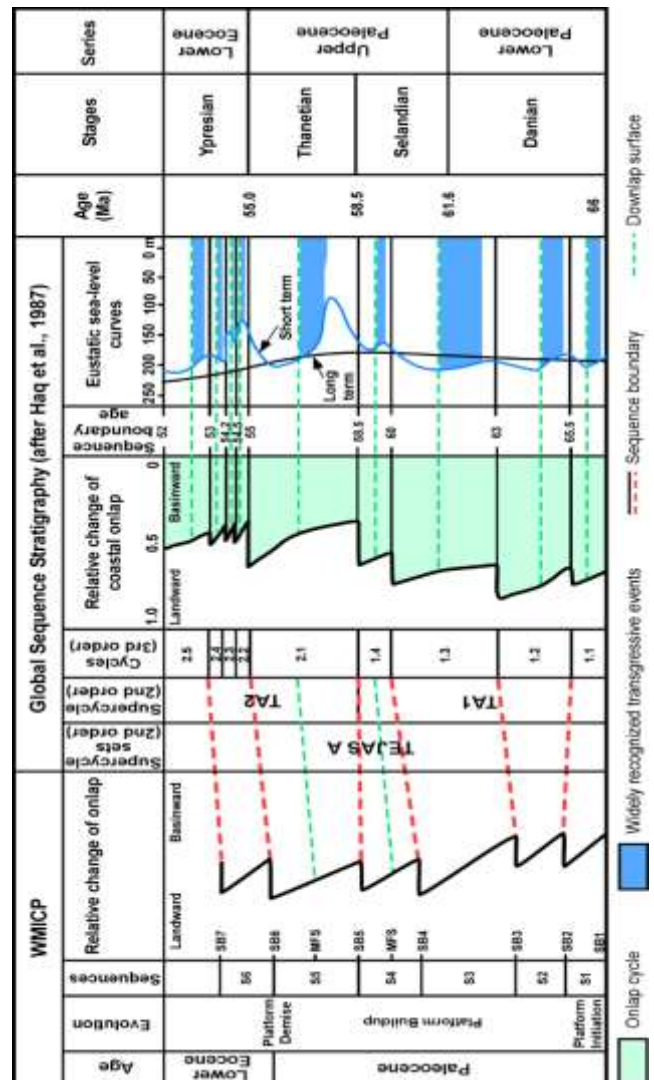 WMICP
Global Sequence Stratigraphy (after Haq et al., 1987)
Age
Evolution
Sequences
Relative change of onlap
Landward
Basinward
Supercycle
sets
(2nd order)
Supercycle
(2nd order)
Cycles
(3rd order)
Relative change of
coastal onlap
Landward
Basinward
1.0
0.5
0
Sequence
boundary
age
Eustatic sea-level
curves
250
200
150
100
50
0 m
Age
(Ma)
Stages
Series
Lower
Eocene
Paleocene
Platform
Demise
Platform Buildup
Platform
Initiation
S6
S5
S4
S3
S2
S1
SB7
SB6
MFS
SB5
MFS
SB4
SB3
SB2
SB1
TEJAS A
TA2
TA1
2.5
2.4
2.3
2.2
2.1
1.4
1.3
1.2
1.1
52
53
54.2
54.5
55
58.5
60
63
65.5
Short term
Long
term
55.0
58.5
61.6
66
Ypresian
Thanetian
Selandian
Danian
Lower
Eocene
Upper
Paleocene
Lower
Paleocene
Onlap cycle
Widely recognized transgressive events
Sequence boundary
Downlap surface